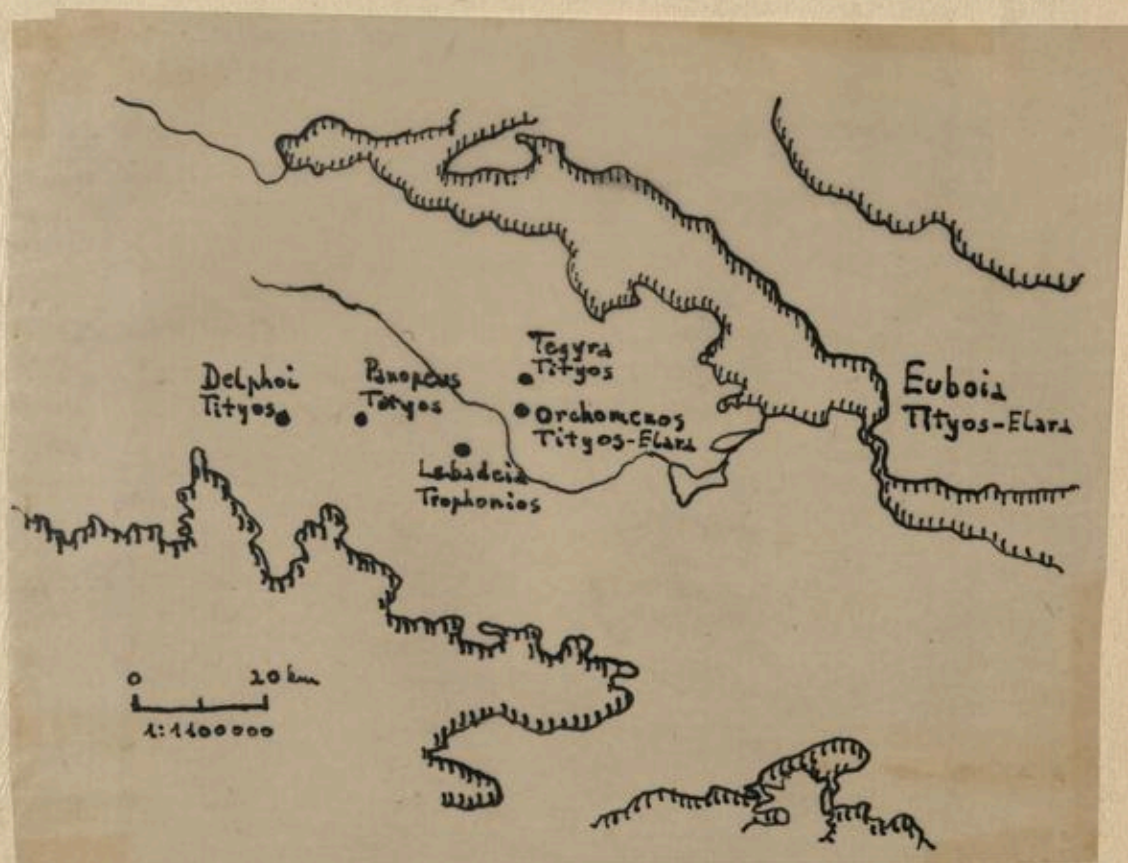 Tegyra
Tityos
Delphoi
Tityos
Panopeus
Tityos
Euboia
Tityos-Elara
Orchomenos
Tityos-Elara
Lebadeia
Trophonios
0 20 km
1:1100000